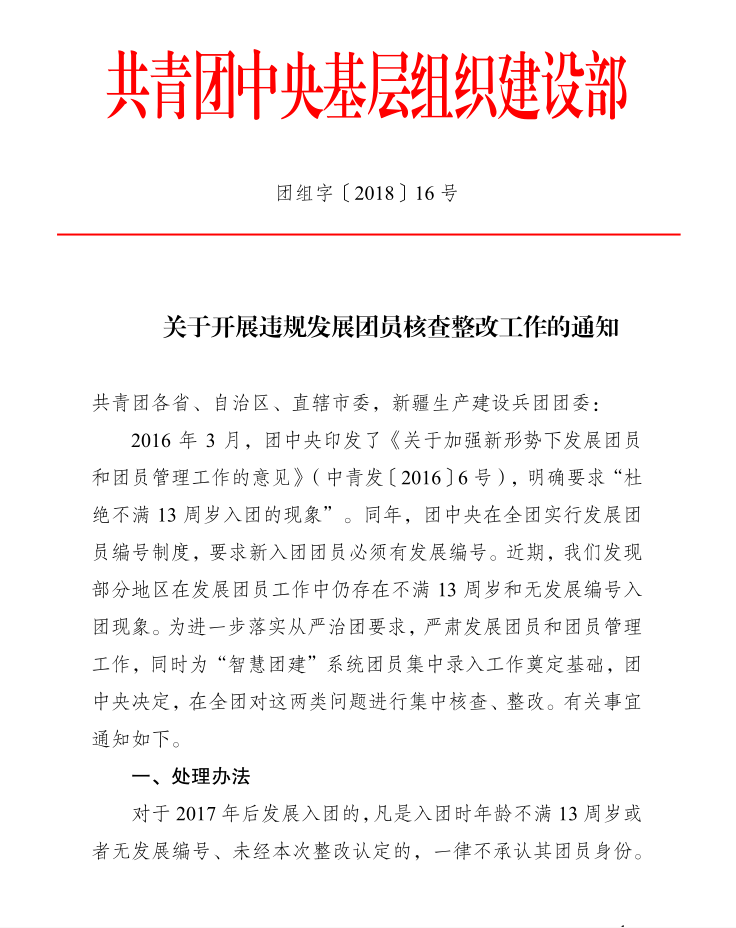 共青团中央基层组织建设部
团组字〔2018〕16 号
关于开展违规发展团员核查整改工作的通知
共青团各省、自治区、直辖市委，新疆生产建设兵团团委：
2016 年 3 月，团中央印发了《关于加强新形势下发展团员
和团员管理工作的意见》（中青发〔2016〕6 号），明确要求“杜
绝不满 13 周岁入团的现象”。同年，团中央在全团实行发展团
员编号制度，要求新入团团员必须有发展编号。近期，我们发现
部分地区在发展团员工作中仍存在不满 13 周岁和无发展编号入
团现象。为进一步落实从严治团要求，严肃发展团员和团员管理
工作，同时为“智慧团建”系统团员集中录入工作奠定基础，团
中央决定，在全团对这两类问题进行集中核查、整改。有关事宜
通知如下。
一、处理办法
对于 2017 年后发展入团的，凡是入团时年龄不满 13 周岁或
者无发展编号、未经本次整改认定的，一律不承认其团员身份。